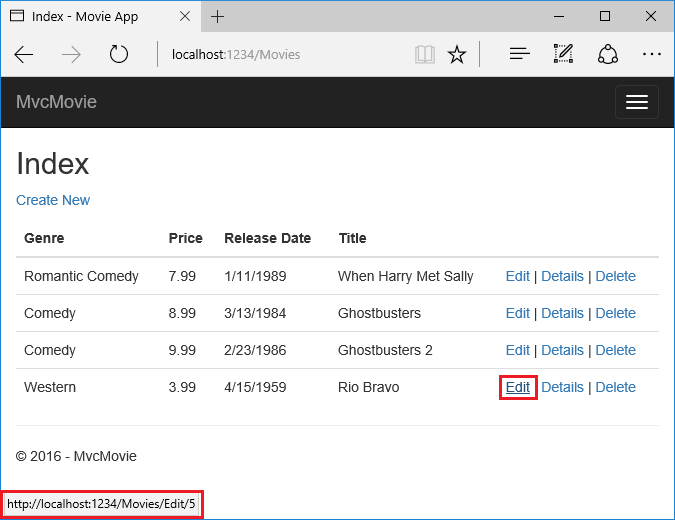 Index - Movie App
localhost:1234/Movies
MvcMovie
Index
Create New
Genre Price Release Date Title
Romantic Comedy 7.99 1/11/1989 When Harry Met Sally Edit | Details | Delete
Comedy 8.99 3/13/1984 Ghostbusters Edit | Details | Delete
Comedy 9.99 2/23/1986 Ghostbusters 2 Edit | Details | Delete
Western 3.99 4/15/1959 Rio Bravo Edit Details | Delete
© 2016 - MvcMovie
http://localhost:1234/Movies/Edit/5